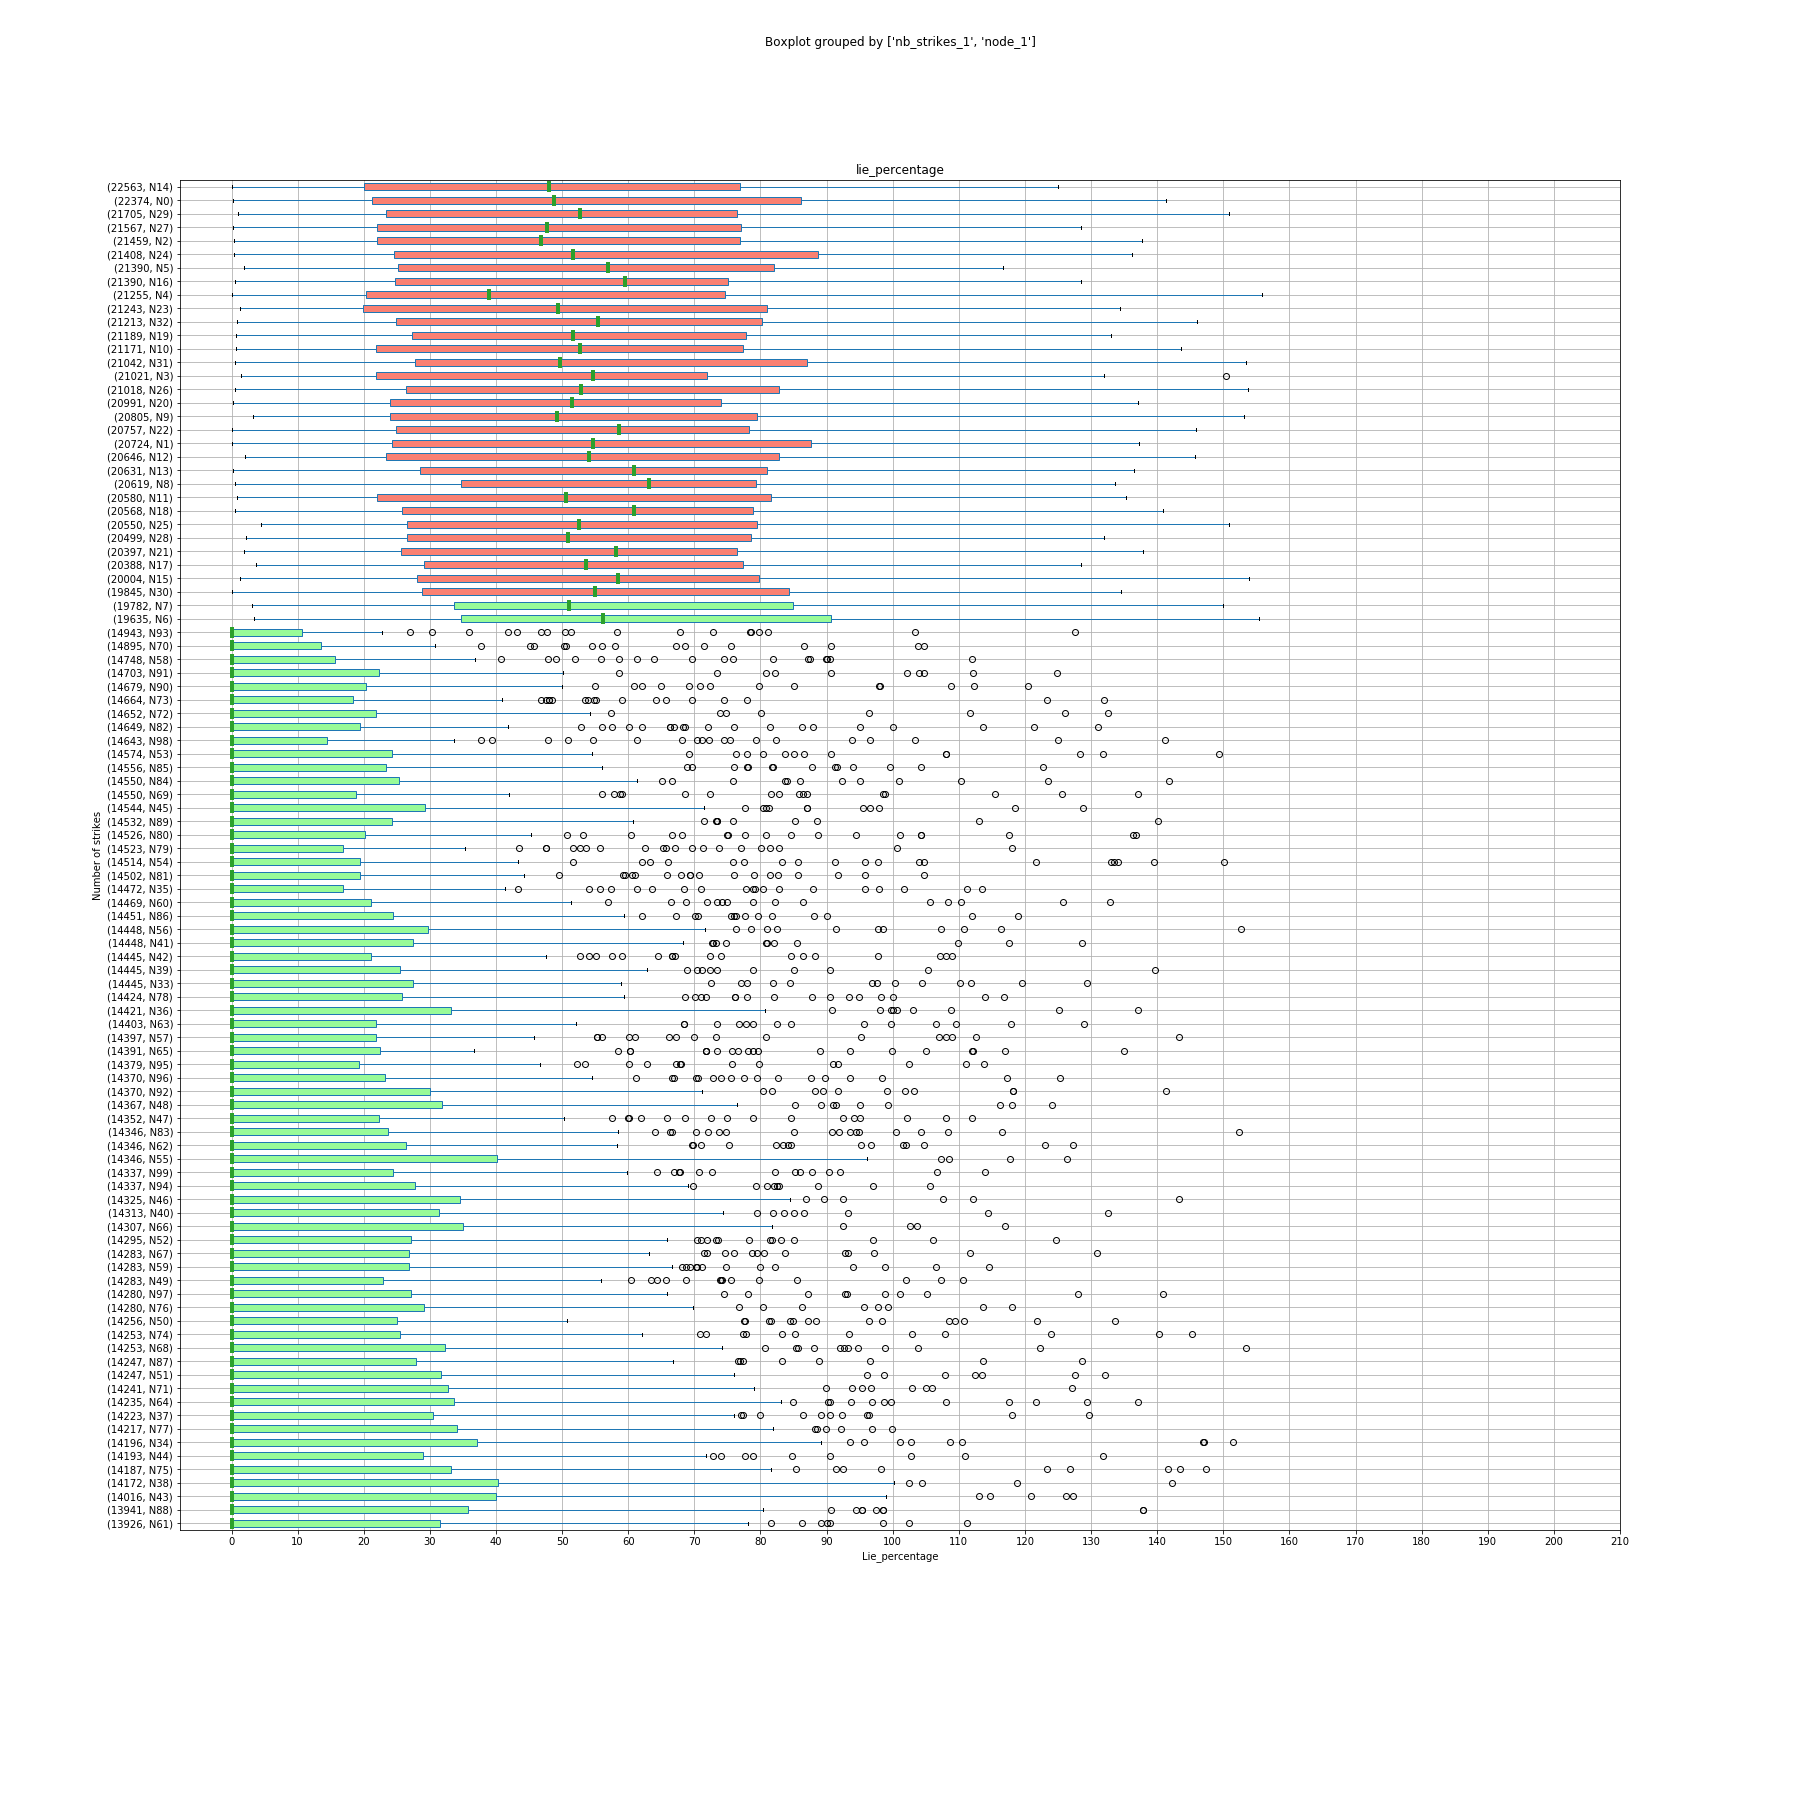 Boxplot grouped by ['nb_strikes_1', 'node_1']
lie_percentage
(22563, N14)
(22374, N0)
(21705, N29)
(21567, N27)
(21459, N2)
(21408, N24)
(21390, N5)
(21390, N16)
(21255, N4)
(21243, N23)
(21213, N32)
(21189, N19)
(21171, N10)
(21042, N31)
(21021, N3)
(21018, N26)
(20991, N20)
(20805, N9)
(20757, N22)
(20724, N1)
(20646, N12)
(20631, N13)
(20619, N8)
(20580, N11)
(20568, N18)
(20550, N25)
(20499, N28)
(20397, N21)
(20388, N17)
(20004, N15)
(19845, N30)
(19782, N7)
(19635, N6)
(14943, N93)
(14895, N70)
(14748, N58)
(14703, N91)
(14679, N90)
(14664, N73)
(14652, N72)
(14649, N82)
(14643, N98)
(14574, N53)
(14556, N85)
(14550, N84)
(14550, N69)
(14544, N45)
(14532, N89)
(14526, N80)
(14523, N79)
(14514, N54)
(14502, N81)
(14472, N35)
(14469, N60)
(14451, N86)
(14448, N56)
(14448, N41)
(14445, N42)
(14445, N39)
(14445, N33)
(14424, N78)
(14421, N36)
(14403, N63)
(14397, N57)
(14391, N65)
(14379, N95)
(14370, N96)
(14370, N92)
(14367, N48)
(14352, N47)
(14346, N83)
(14346, N62)
(14346, N55)
(14337, N99)
(14337, N94)
(14325, N46)
(14313, N40)
(14307, N66)
(14295, N52)
(14283, N67)
(14283, N59)
(14283, N49)
(14280, N97)
(14280, N76)
(14256, N50)
(14253, N74)
(14253, N68)
(14247, N87)
(14247, N51)
(14241, N71)
(14235, N64)
(14223, N37)
(14217, N77)
(14196, N34)
(14193, N44)
(14187, N75)
(14172, N38)
(14016, N43)
(13941, N88)
(13926, N61)
Number of strikes
0 10 20 30 40 50 60 70 80 90 100 110 120 130 140 150 160 170 180 190 200 210
Lie_percentage